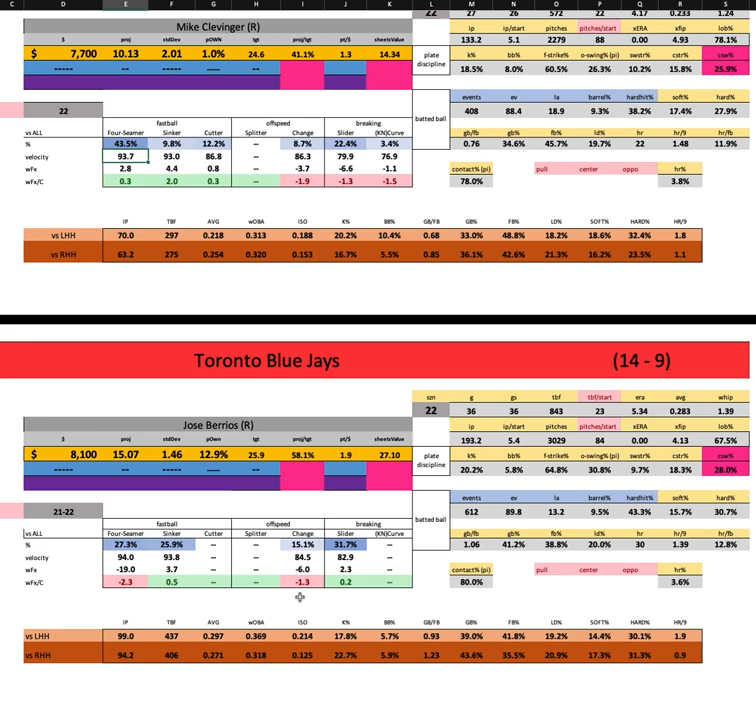 C D E F G H I J K L M N O P Q R S
22 27 26 572 22 4.17 0.233 1.24
Mike Clevinger (R) ip ip/start pitches pitches/start xERA xfip lob%
$ proj stdDev pOWN tgt proj/tgt pt/$ sheetsValue 133.2 5.1 2279 88 0.00 4.93 78.1%
$ 7,700 10.13 2.01 1.0% 24.6 41.1% 1.3 14.34 plate discipline k% bb% f-strike% o-swing% (pi) swstr% cstr% csw%
----- -- ----- ---- -- 18.5% 8.0% 60.5% 26.3% 10.2% 15.8% 25.9%
events ev la barrel% hardhit% soft% hard%
22 batted ball 408 88.4 18.9 9.3% 38.2% 17.4% 27.9%
fastball offspeed breaking
vs ALL Four-Seamer Sinker Cutter Splitter Change Slider (KN)Curve gb/fb gb% fb% ld% hr hr/9 hr/fb
% 43.5% 9.8% 12.2% -- 8.7% 22.4% 3.4% 0.76 34.6% 45.7% 19.7% 22 1.48 11.9%
velocity 93.7 93.0 86.8 -- 86.3 79.9 76.9
wFx 2.8 4.4 0.8 -- -3.7 -6.6 -1.1 contact% (pi) pull center oppo hr%
wFx/C 0.3 2.0 0.3 -- -1.9 -1.3 -1.5 78.0% 3.8%
IP TBF AVG wOBA ISO K% BB% GB/FB GB% FB% LD% SOFT% HARD% HR/9
vs LHH 70.0 297 0.218 0.313 0.188 20.2% 10.4% 0.68 33.0% 48.8% 18.2% 18.6% 32.4% 1.8
vs RHH 63.2 275 0.254 0.320 0.153 16.7% 5.5% 0.85 36.1% 42.6% 21.3% 16.2% 23.5% 1.1
Toronto Blue Jays (14 - 9)
szn g gs tbf tbf/start era avg whip
22 36 36 843 23 5.34 0.283 1.39
Jose Berrios (R) ip ip/start pitches pitches/start xERA xfip lob%
$ proj stdDev pOwn tgt proj/tgt pt/$ sheetsValue 193.2 5.4 3029 84 0.00 4.13 67.5%
$ 8,100 15.07 1.46 12.9% 25.9 58.1% 1.9 27.10 plate discipline k% bb% f-strike% o-swing% (pi) swstr% cstr% csw%
----- -- ----- ---- -- 20.2% 5.8% 64.8% 30.8% 9.7% 18.3% 28.0%
events ev la barrel% hardhit% soft% hard%
21-22 batted ball 612 89.8 13.2 9.5% 43.3% 15.7% 30.7%
fastball offspeed breaking
vs ALL Four-Seamer Sinker Cutter Splitter Change Slider (KN)Curve gb/fb gb% fb% ld% hr hr/9 hr/fb
% 27.3% 25.9% -- -- 15.1% 31.7% -- 1.06 41.2% 38.8% 20.0% 30 1.39 12.8%
velocity 94.0 93.8 -- -- 84.5 82.9 --
wFx -19.0 3.7 -- -- -6.0 2.3 -- contact% (pi) pull center oppo hr%
wFx/C -2.3 0.5 -- -- -1.3 0.2 -- 80.0% 3.6%
IP TBF AVG wOBA ISO K% BB% GB/FB GB% FB% LD% SOFT% HARD% HR/9
vs LHH 99.0 437 0.297 0.369 0.214 17.8% 5.7% 0.93 39.0% 41.8% 19.2% 14.4% 30.1% 1.9
vs RHH 94.2 406 0.271 0.318 0.125 22.7% 5.9% 1.23 43.6% 35.5% 20.9% 17.3% 31.3% 0.9